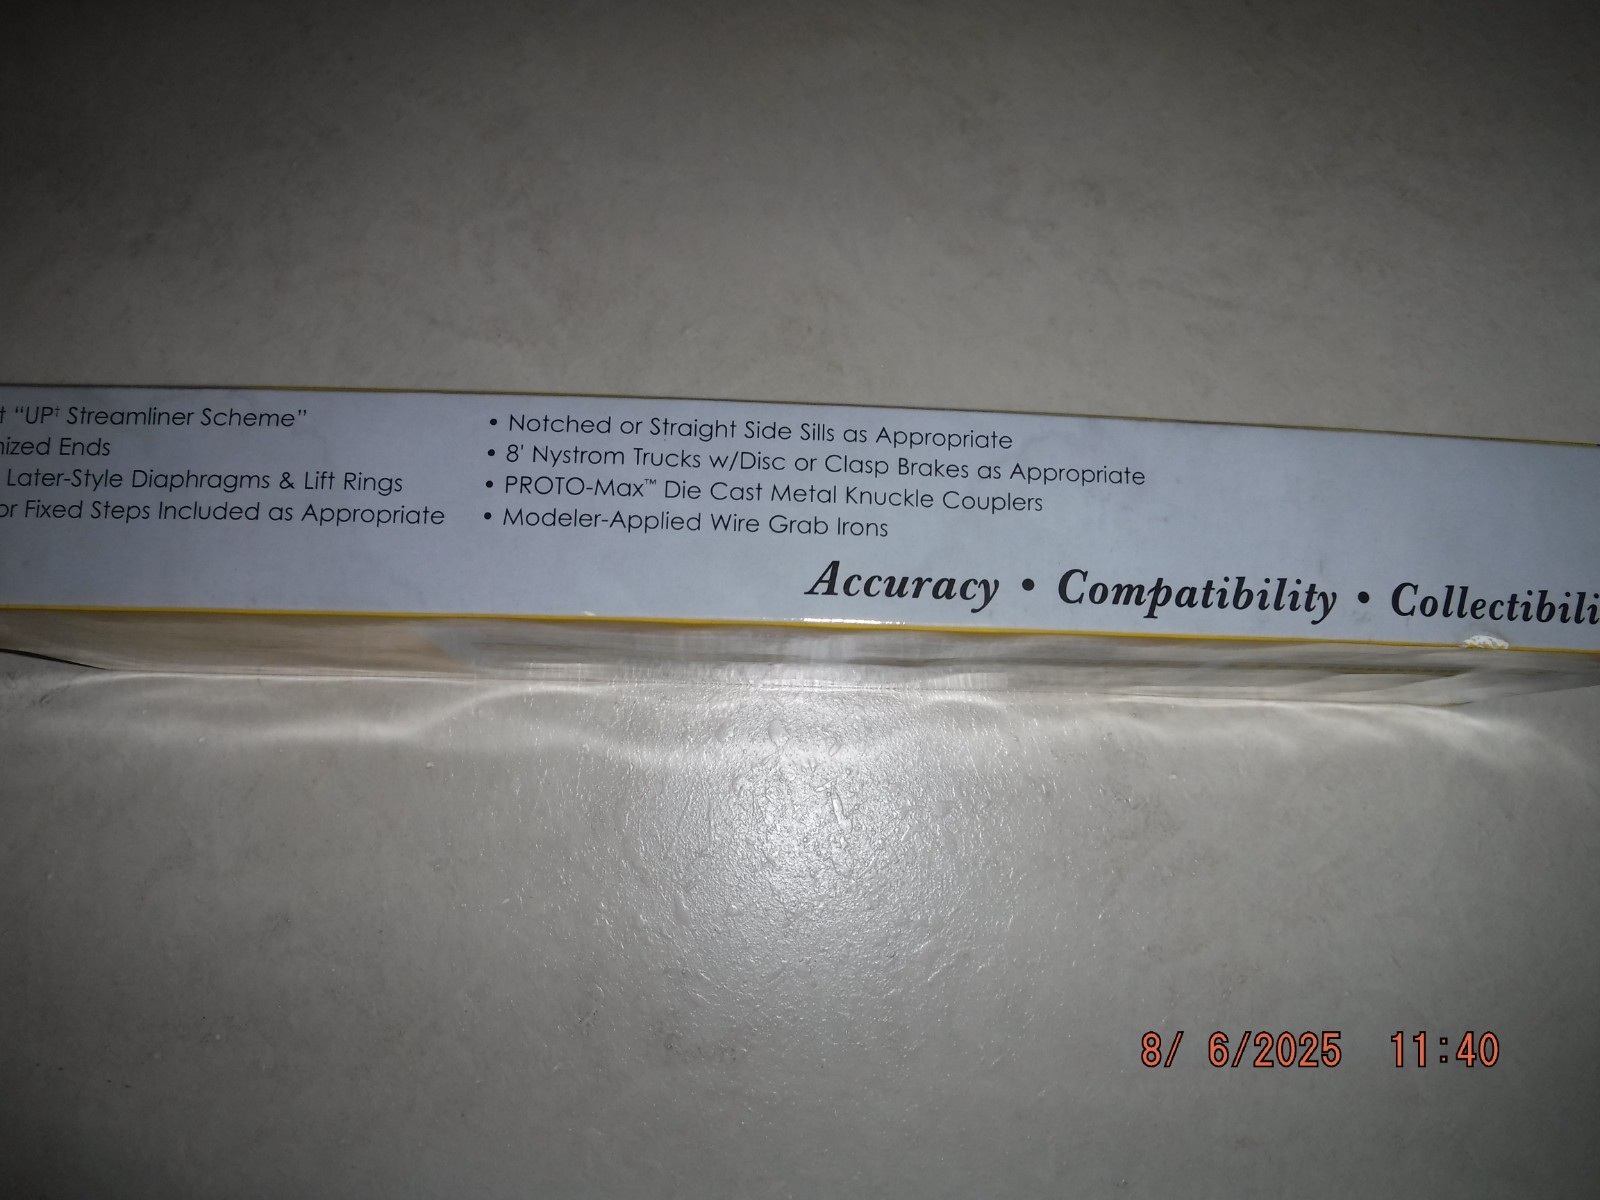 "UP† Streamliner Scheme"
Ends
Later-Style Diaphragms & Lift Rings
or Fixed Steps Included as Appropriate
• Notched or Straight Side Sills as Appropriate
• 8' Nystrom Trucks w/Disc or Clasp Brakes as Appropriate
• PROTO-Max™ Die Cast Metal Knuckle Couplers
• Modeler-Applied Wire Grab Irons
Accuracy • Compatibility • Collectibili
8/ 6/2025 11:40